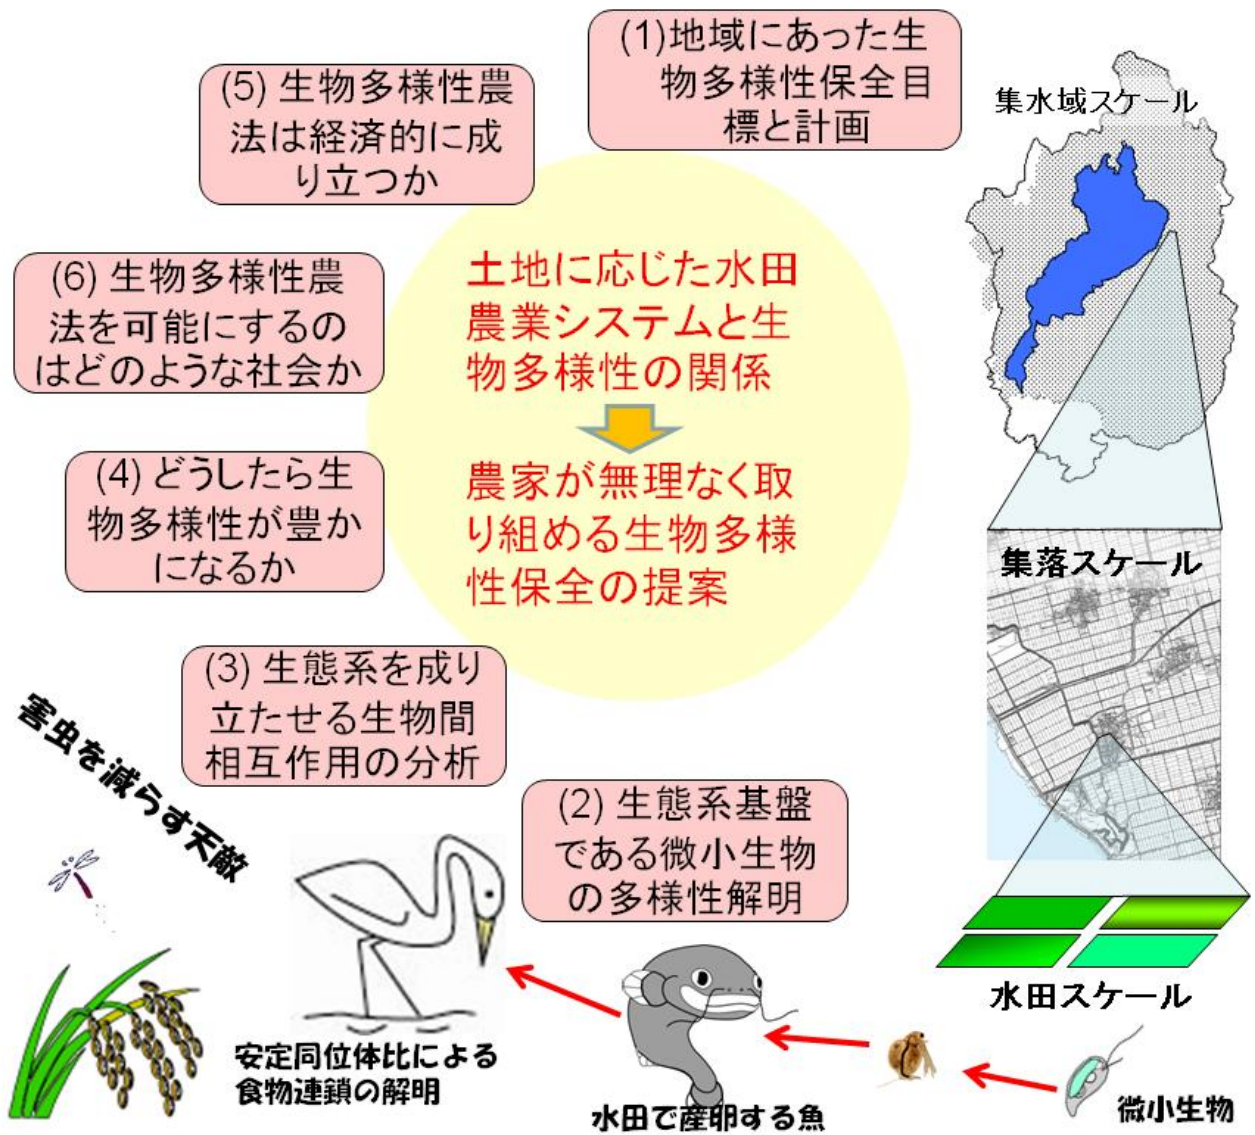 (1)地域にあった生
物多様性保全目
標と計画
(5) 生物多様性農
法は経済的に成
り立つか
集水域スケール
(6) 生物多様性農
法を可能にするの
はどのような社会か
土地に応じた水田
農業システムと生
物多様性の関係
農家が無理なく取
り組める生物多様
性保全の提案
(4) どうしたら生
物多様性が豊か
になるか
集落スケール
(3) 生態系を成り
立たせる生物間
相互作用の分析
害虫を減らす天敵
(2) 生態系基盤
である微小生物
の多様性解明
水田スケール
安定同位体比による
食物連鎖の解明
水田で産卵する魚
微小生物